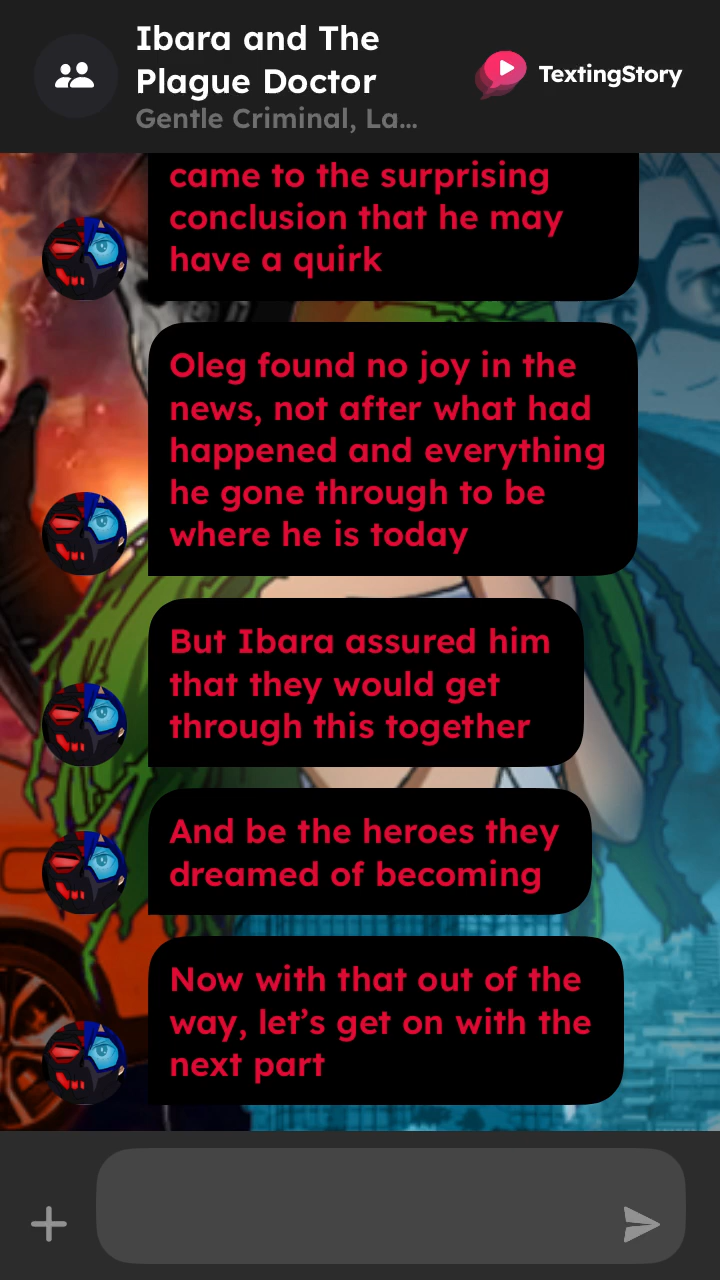 Ibara and The
Plague Doctor
Gentle Criminal, La...
TextingStory
came to the surprising
conclusion that he may
have a quirk
Oleg found no joy in the
news, not after what had
happened and everything
he gone through to be
where he is today
But Ibara assured him
that they would get
through this together
And be the heroes they
dreamed of becoming
Now with that out of the
way, let’s get on with the
next part